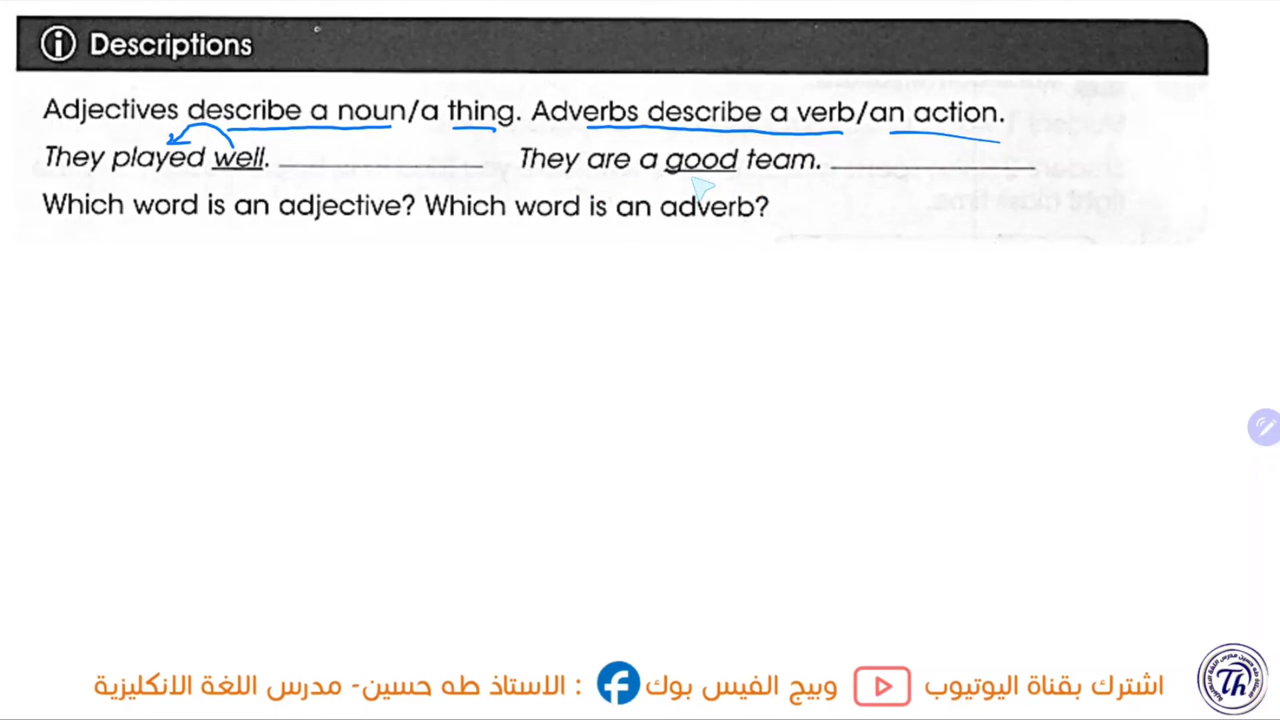 Descriptions
Adjectives describe a noun/a thing. Adverbs describe a verb/an action.
They played well. ____________ They are a good team. ____________
Which word is an adjective? Which word is an adverb?
اشترك بقناة اليوتيوب وبيج الفيس بوك : الاستاذ طه حسين- مدرس اللغة الانكليزية
Th